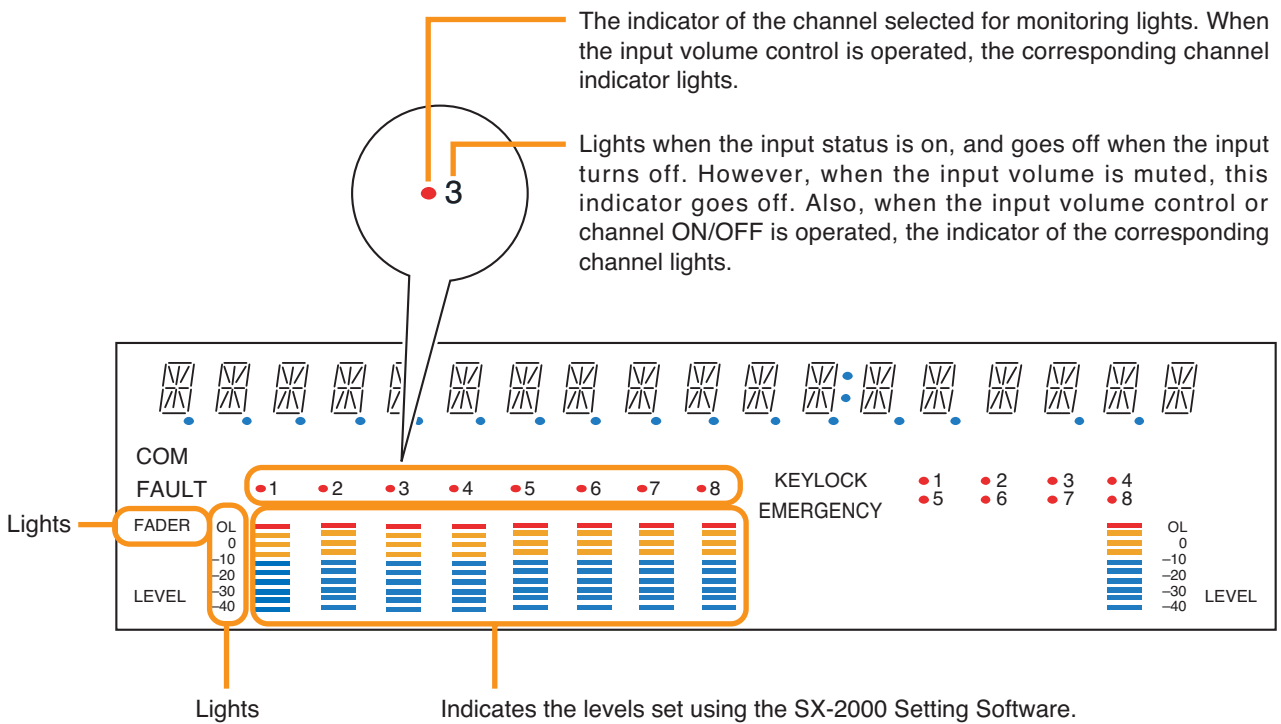 The indicator of the channel selected for monitoring lights. When
the input volume control is operated, the corresponding channel
indicator lights.
Lights when the input status is on, and goes off when the input
turns off. However, when the input volume is muted, this
indicator goes off. Also, when the input volume control or
channel ON/OFF is operated, the indicator of the corresponding
channel lights.
3
COM
FAULT
1 2 3 4 5 6 7 8
KEYLOCK
EMERGENCY
1 2 3 4
5 6 7 8
Lights
FADER
LEVEL
OL
0
–10
–20
–30
–40
OL
0
–10
–20
–30
–40
LEVEL
Lights
Indicates the levels set using the SX-2000 Setting Software.